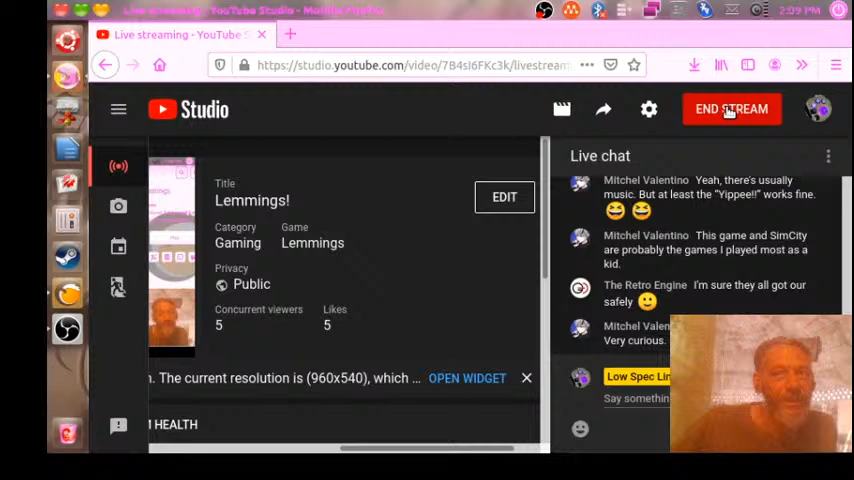 Live streaming - YouTube Studio - Mozilla Firefox
2:09 PM
Live streaming - YouTube S
https://studio.youtube.com/video/7B4sI6FKc3k/livestream
Studio
END STREAM
Live chat
Title
Lemmings!
EDIT
Category
Game
Gaming
Lemmings
Privacy
Public
Concurrent viewers
Likes
5
5
n. The current resolution is (960x540), which ...
OPEN WIDGET
HEALTH
Mitchel Valentino Yeah, there's usually
music. But at least the "Yippee!!" works fine.
Mitchel Valentino This game and SimCity
are probably the games I played most as a
kid.
The Retro Engine I'm sure they all got our
safely
Mitchel Valen
Very curious.
Low Spec Lin
Say somethin